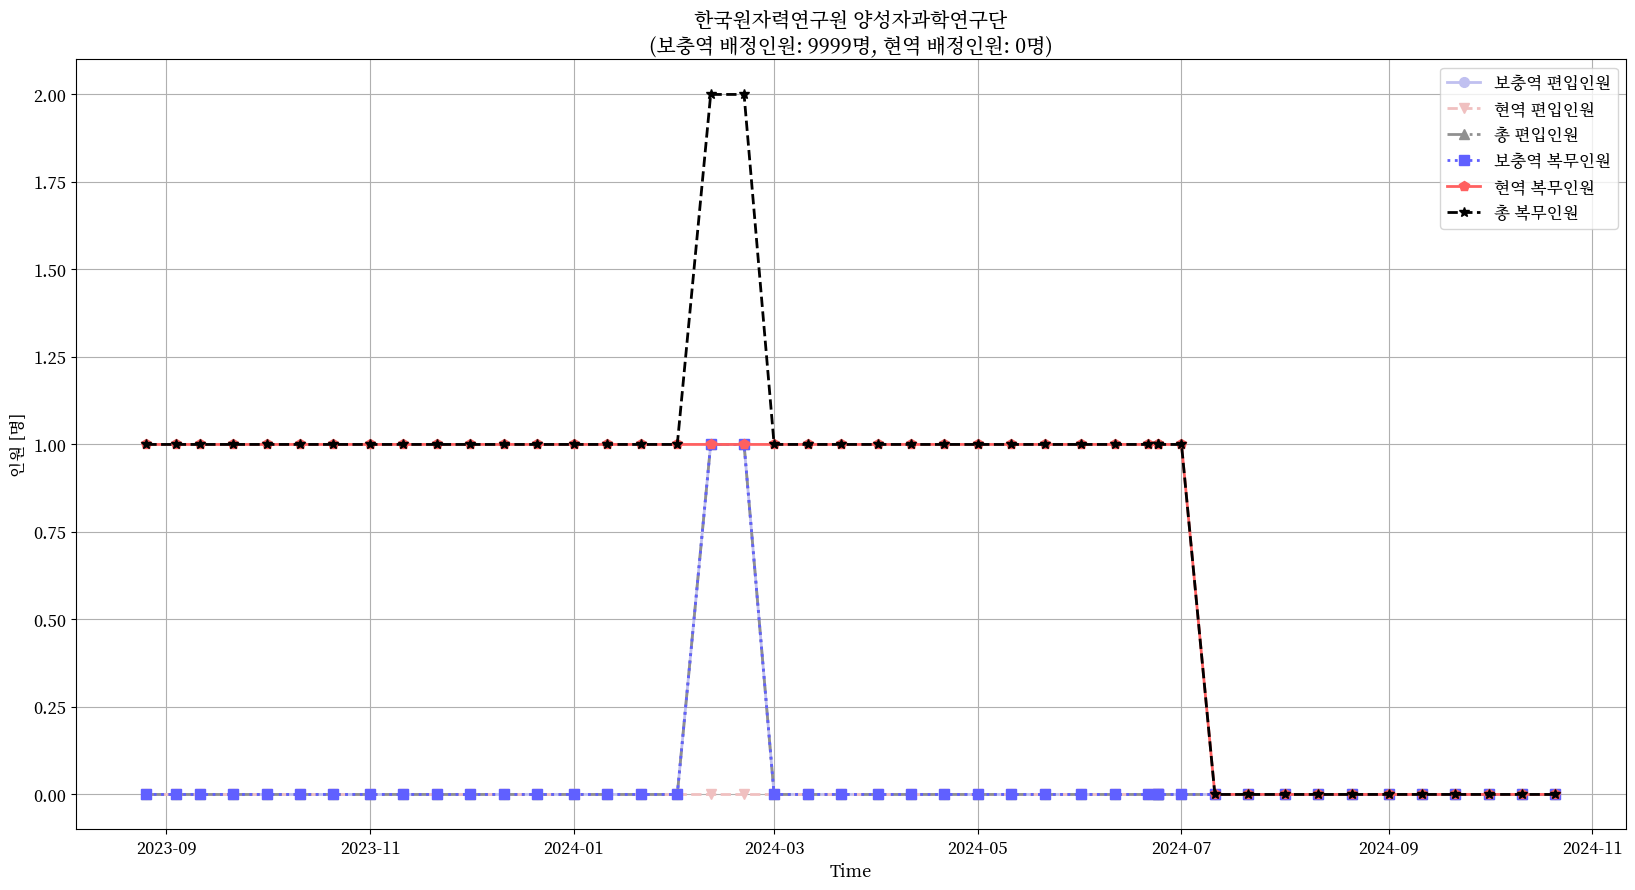 한국원자력연구원 양성자과학연구단
(보충역 배정인원: 9999명, 현역 배정인원: 0명)
보충역 편입인원
현역 편입인원
총 편입인원
보충역 복무인원
현역 복무인원
총 복무인원
2.00
1.75
1.50
1.25
1.00
0.75
0.50
0.25
0.00
인원 [명]
2023-09 2023-11 2024-01 2024-03 2024-05 2024-07 2024-09 2024-11
Time